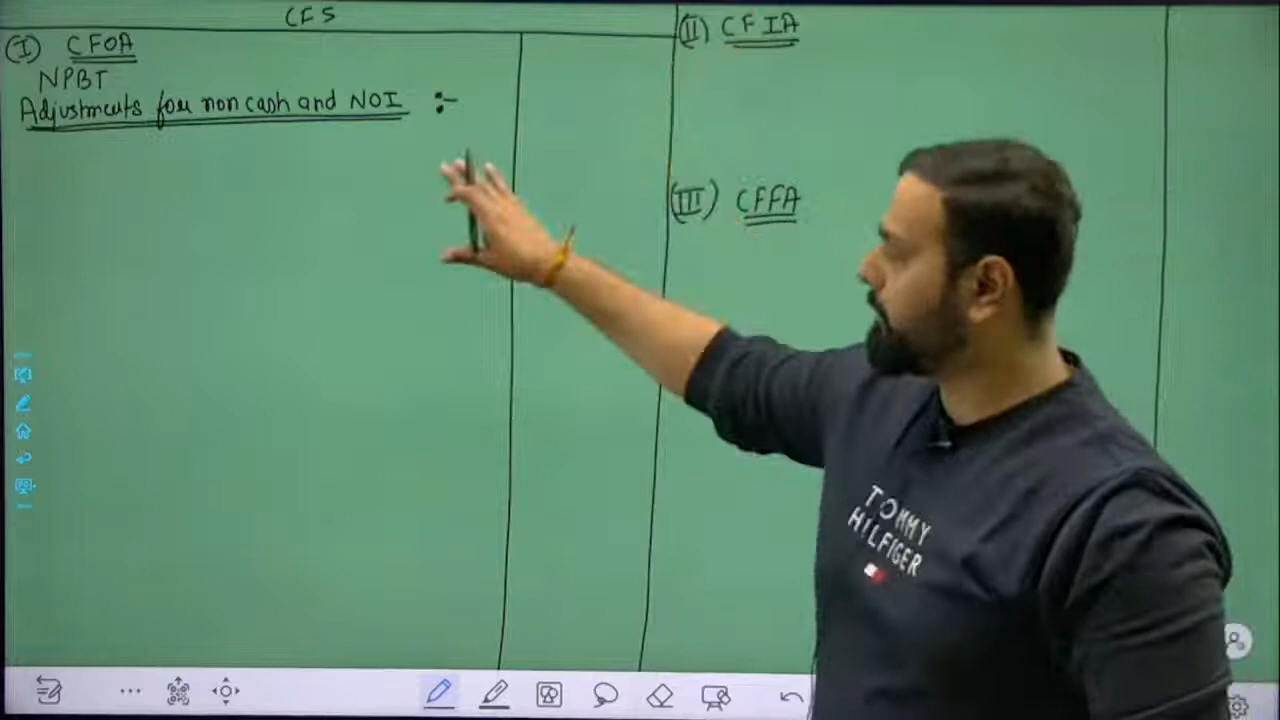 CFS
(I) CFOA
NPBT
Adjustments for non cash and NOI :-
(II) CFIA
(III) CFFA
TOMMY
HILFIGER